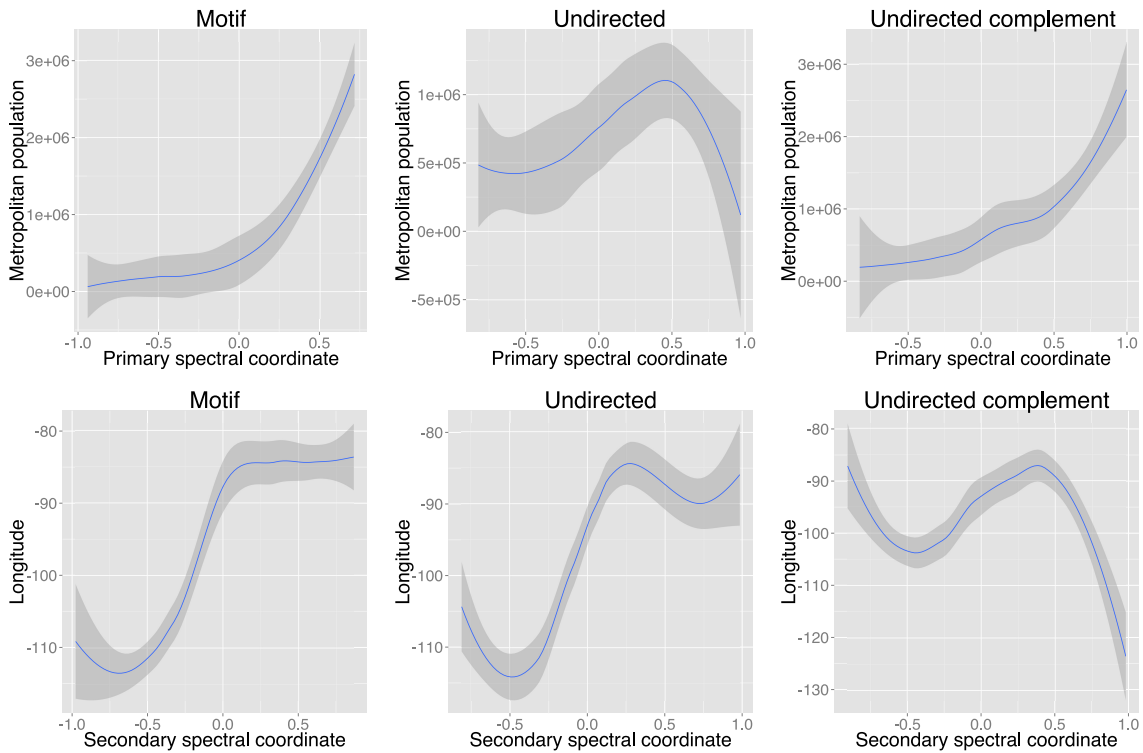 Motif
Undirected
Undirected complement
Metropolitan population
3e+06
2e+06
1e+06
0e+00
-1.0 -0.5 0.0 0.5
Primary spectral coordinate
Metropolitan population
1e+06
5e+05
0e+00
-5e+05
-0.5 0.0 0.5 1.0
Primary spectral coordinate
Metropolitan population
3e+06
2e+06
1e+06
0e+00
-0.5 0.0 0.5 1.0
Primary spectral coordinate
Motif
Undirected
Undirected complement
Longitude
-80
-90
-100
-110
-1.0 -0.5 0.0 0.5
Secondary spectral coordinate
Longitude
-80
-90
-100
-110
-0.5 0.0 0.5 1.0
Secondary spectral coordinate
Longitude
-80
-90
-100
-110
-120
-130
-0.5 0.0 0.5 1.0
Secondary spectral coordinate